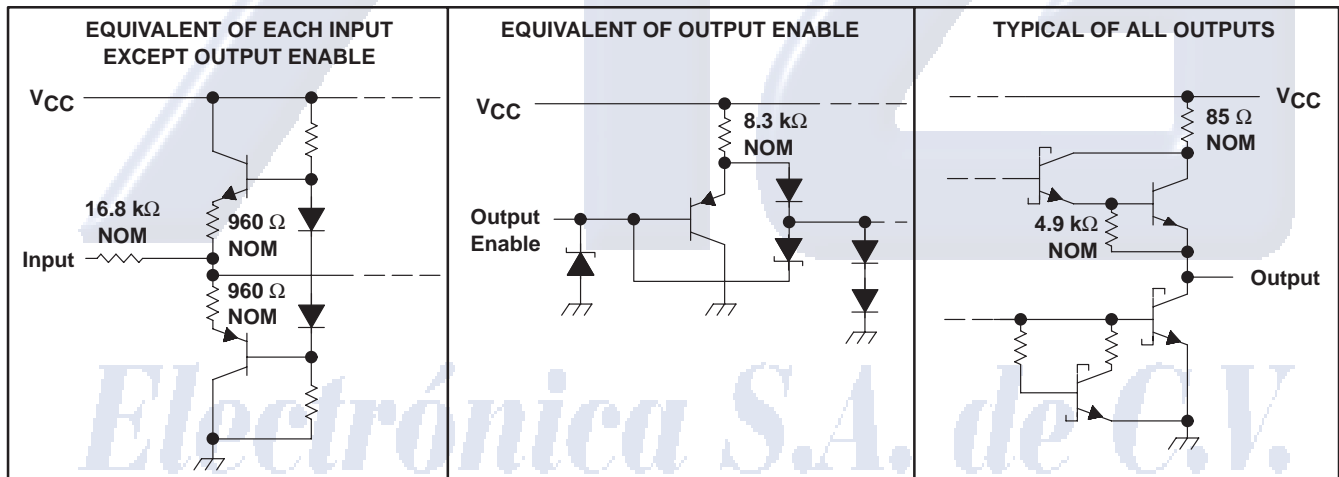 EQUIVALENT OF EACH INPUT
EXCEPT OUTPUT ENABLE
VCC
16.8 kΩ
NOM
960 Ω
NOM
Input
960 Ω
NOM
EQUIVALENT OF OUTPUT ENABLE
VCC
8.3 kΩ
NOM
Output
Enable
TYPICAL OF ALL OUTPUTS
VCC
85 Ω
NOM
4.9 kΩ
NOM
Output
Electrónica S.A. de C.V.